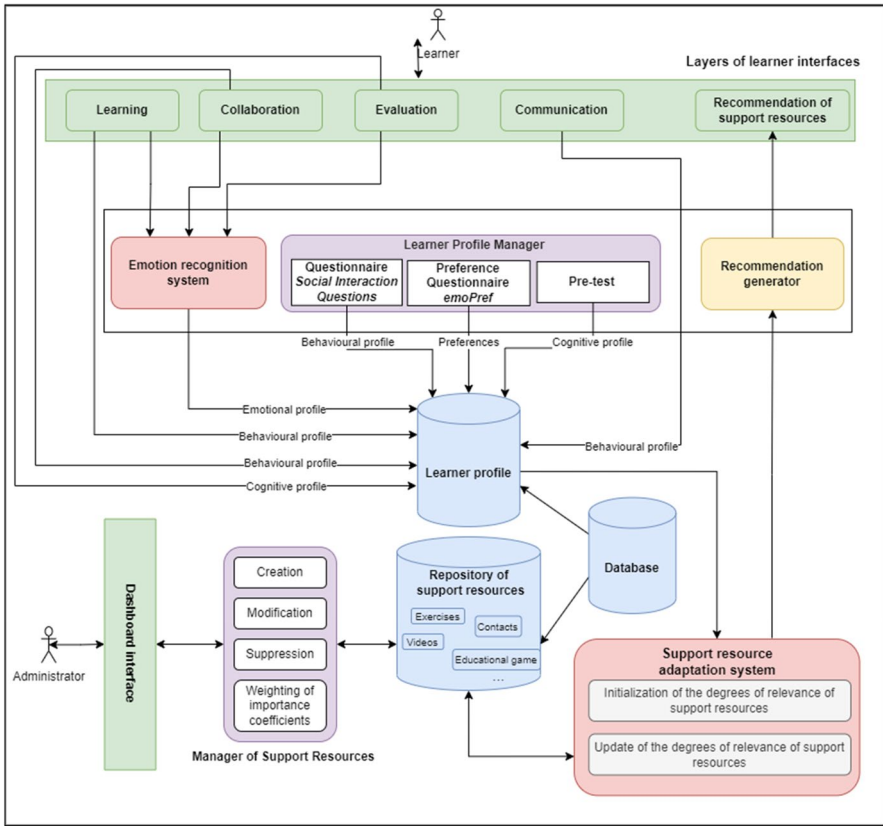 Learner
Layers of learner interfaces
Learning
Collaboration
Evaluation
Communication
Recommendation of
support resources
Emotion recognition
system
Learner Profile Manager
Questionnaire
Social Interaction
Questions
Preference
Questionnaire
emoPref
Pre-test
Recommendation
generator
Behavioural profile
Preferences
Cognitive profile
Emotional profile
Behavioural profile
Behavioural profile
Behavioural profile
Cognitive profile
Learner profile
Database
Administrator
Dashboard interface
Creation
Modification
Suppression
Weighting of
importance
coefficients
Manager of Support Resources
Repository of
support resources
Exercises
Contacts
Videos
Educational game
...
Support resource
adaptation system
Initialization of the degrees of relevance of
support resources
Update of the degrees of relevance of support
resources